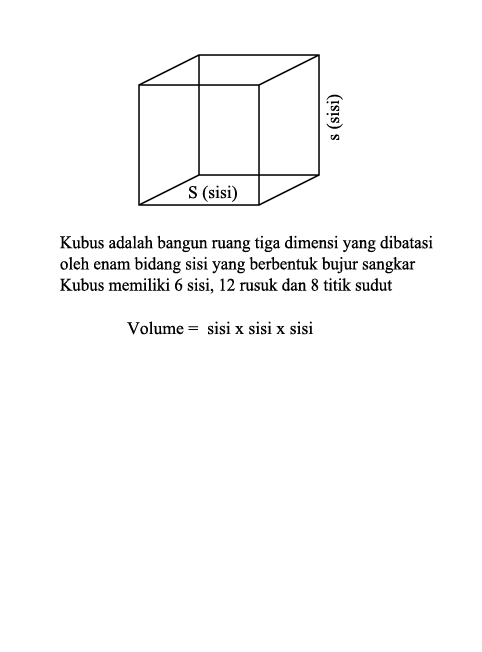 s (sisi)
S (sisi)
Kubus adalah bangun ruang tiga dimensi yang dibatasi
oleh enam bidang sisi yang berbentuk bujur sangkar
Kubus memiliki 6 sisi, 12 rusuk dan 8 titik sudut
Volume = sisi x sisi x sisi